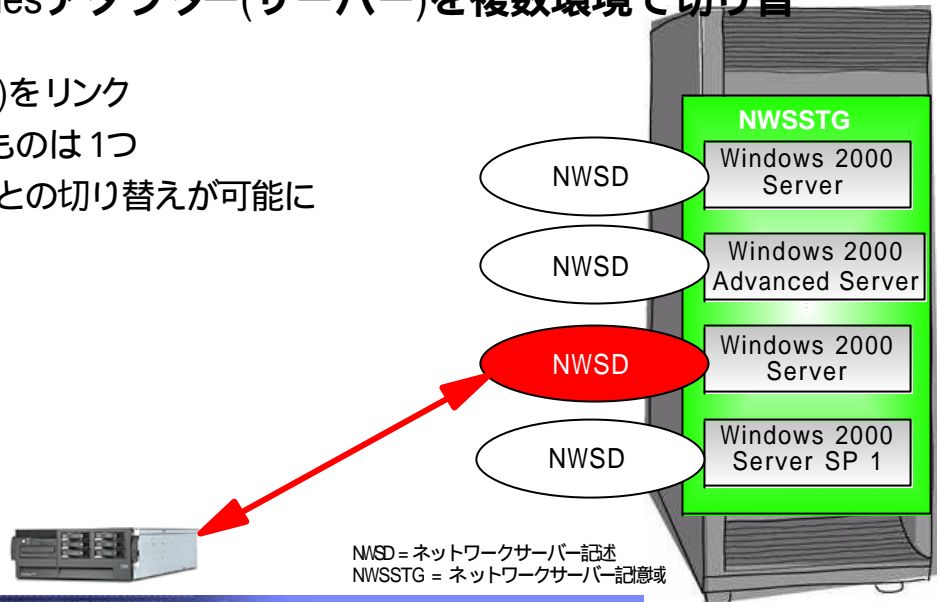 esアダプター(サーバー)を複数環境で切り替
)をリンク
ものは 1つ
との切り替えが可能に
NWSSTG
NWSD
Windows 2000
Server
NWSD
Windows 2000
Advanced Server
NWSD
Windows 2000
Server
NWSD
Windows 2000
Server SP 1
NWSD = ネットワークサーバー記述
NWSSTG = ネットワークサーバー記憶域